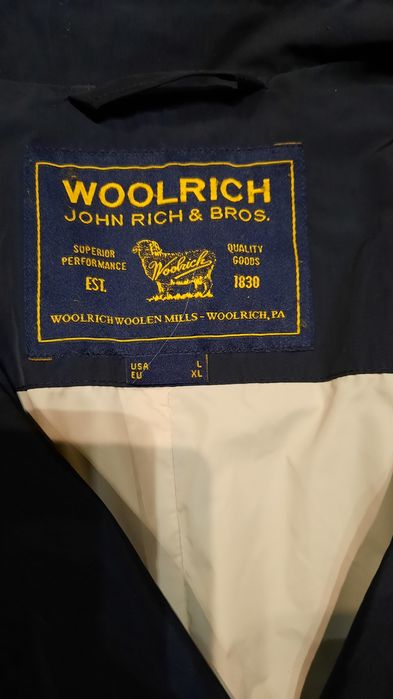 WOOLRICH
JOHN RICH & BROS.
SUPERIOR
PERFORMANCE
EST.
Woolrich
QUALITY
GOODS
1830
WOOLRICH WOOLEN MILLS - WOOLRICH, PA
USA L
EU XL